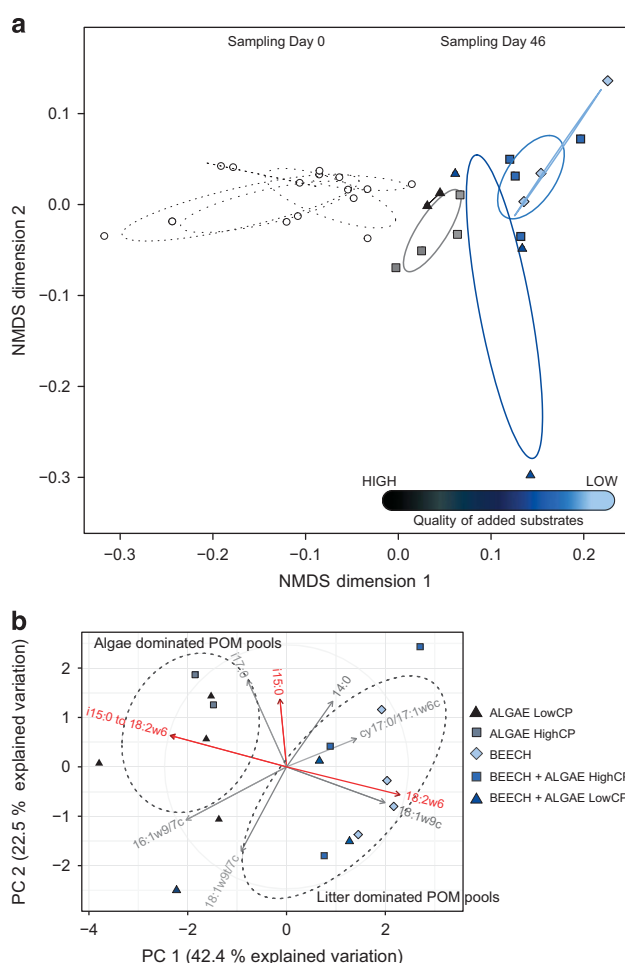 a
Sampling Day 0 Sampling Day 46
NMDS dimension 2
0.1
0.0
−0.1
−0.2
−0.3
HIGH LOW
Quality of added substrates
−0.3 −0.2 −0.1 0.0 0.1 0.2
NMDS dimension 1
b
Algae dominated POM pools
PC 2 (22.5 % explained variation)
2
1
0
−1
−2
i17:0
i15:0
14:0
i15:0 to 18:2w6
cy17:0/17:1w6c
18:2w6
18:1w9c
16:1w9/7c
18:1w9t/7c
Litter dominated POM pools
−4 −2 0 2
PC 1 (42.4 % explained variation)
ALGAE LowCP
ALGAE HighCP
BEECH
BEECH + ALGAE HighCP
BEECH + ALGAE LowCP